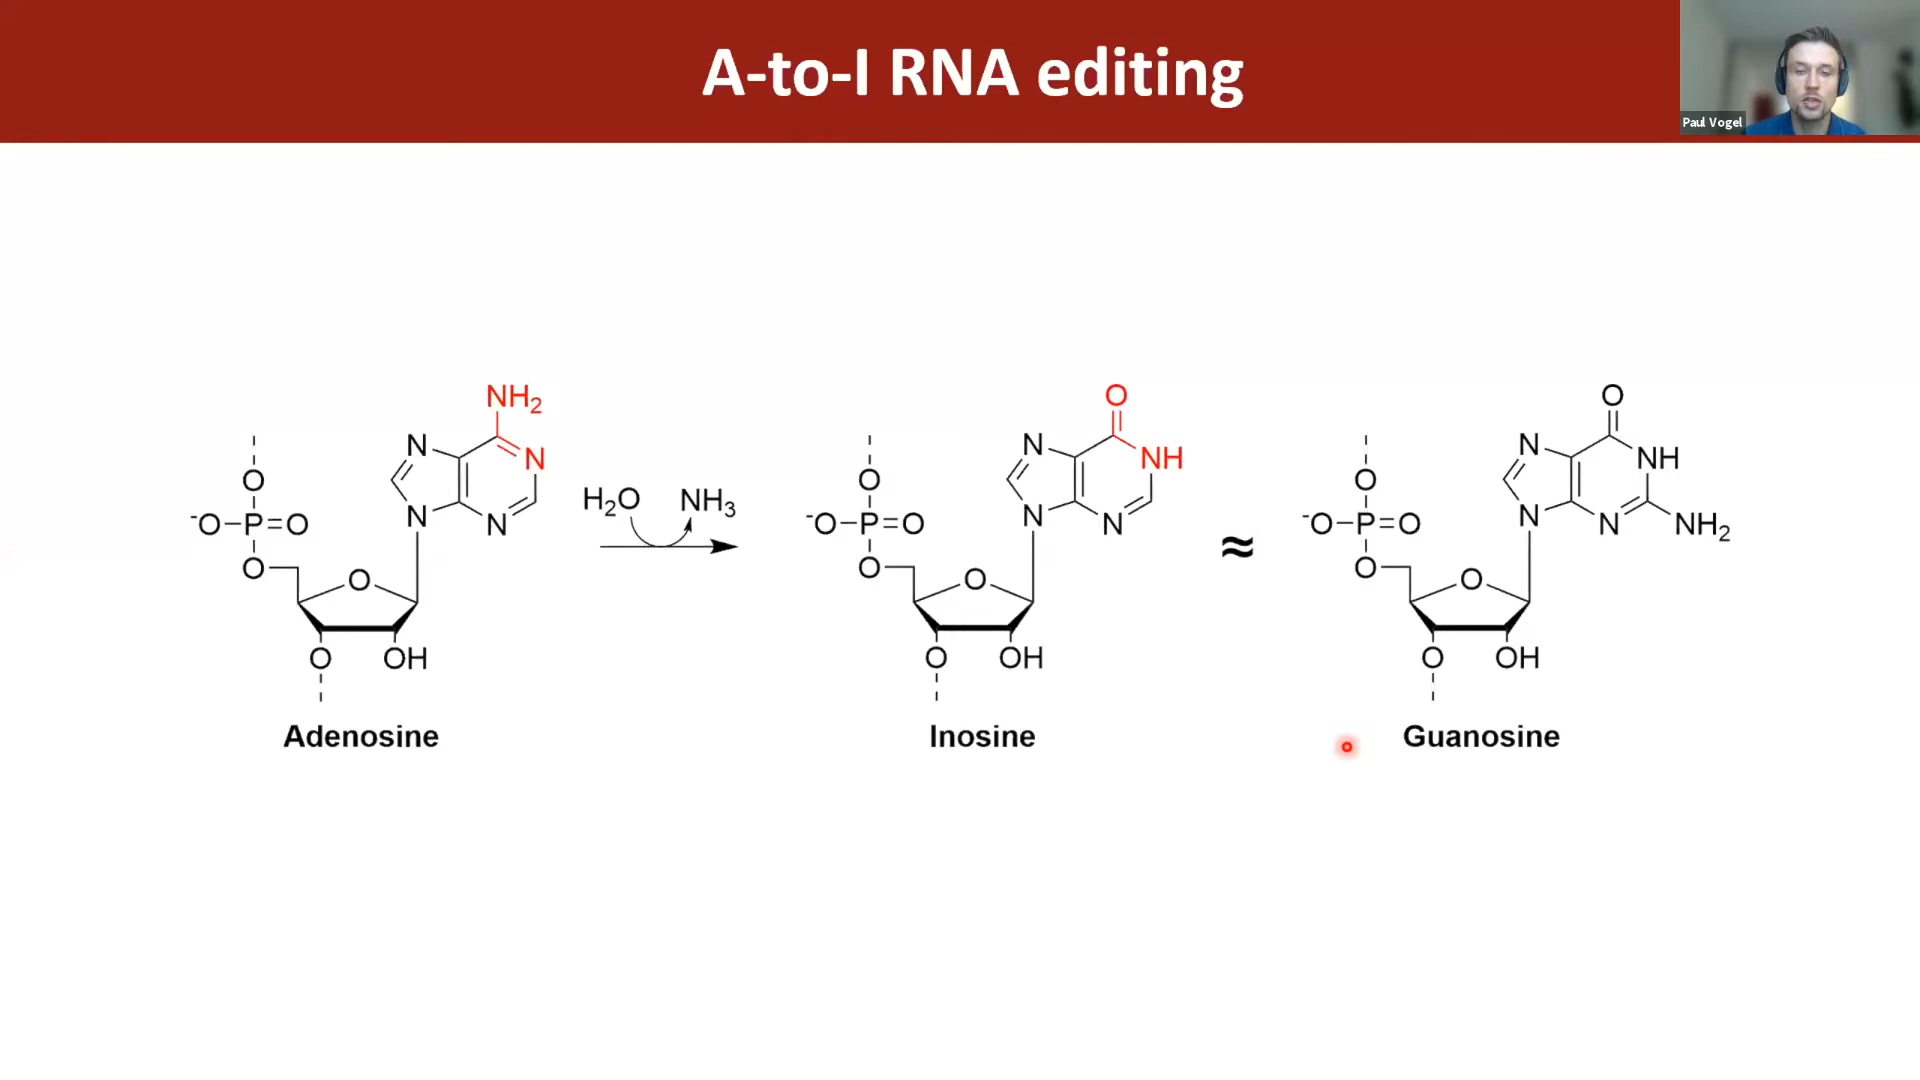 A-to-I RNA editing
Paul Vogel
NH₂
N
N
N
N
O
⁻O–P=O
O
O
O
OH
Adenosine
H₂O
NH₃
O
N
NH
N
N
O
⁻O–P=O
O
O
O
OH
Inosine
≈
O
N
NH
N
N
NH₂
O
⁻O–P=O
O
O
O
OH
Guanosine